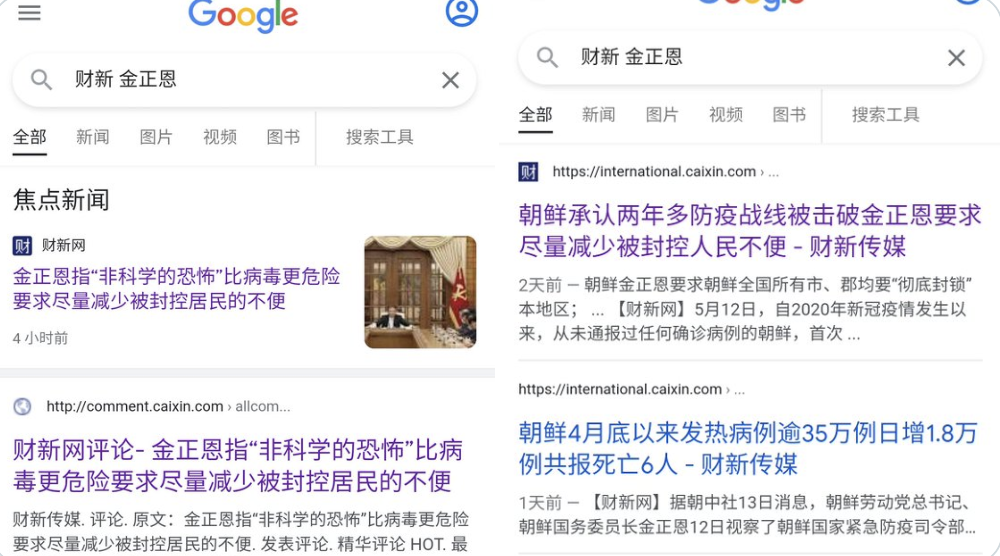 Google
财新 金正恩
全部 新闻 图片 视频 图书 搜索工具
焦点新闻
财 财新网
金正恩指“非科学的恐怖”比病毒更危险
要求尽量减少被封控居民的不便
4 小时前
http://comment.caixin.com › allcom...
财新网评论- 金正恩指“非科学的恐怖”比病
毒更危险要求尽量减少被封控居民的不便
财新传媒. 评论. 原文：金正恩指“非科学的恐怖”比病毒更危险
要求尽量减少被封控居民的不便. 发表评论. 精华评论 HOT. 最
Google
财新 金正恩
全部 新闻 图片 视频 图书 搜索工具
财 https://international.caixin.com › ...
朝鲜承认两年多防疫战线被击破金正恩要求
尽量减少被封控人民不便 - 财新传媒
2天前 — 朝鲜金正恩要求朝鲜全国所有市、郡均要“彻底封锁”
本地区； ... 【财新网】5月12日，自2020年新冠疫情发生以
来，从未通报过任何确诊病例的朝鲜，首次 ...
https://international.caixin.com › ...
朝鲜4月底以来发热病例逾35万例日增1.8万
例共报死亡6人 - 财新传媒
1天前 — 【财新网】据朝中社13日消息，朝鲜劳动党总书记、
朝鲜国务委员长金正恩12日视察了朝鲜国家紧急防疫司令部...